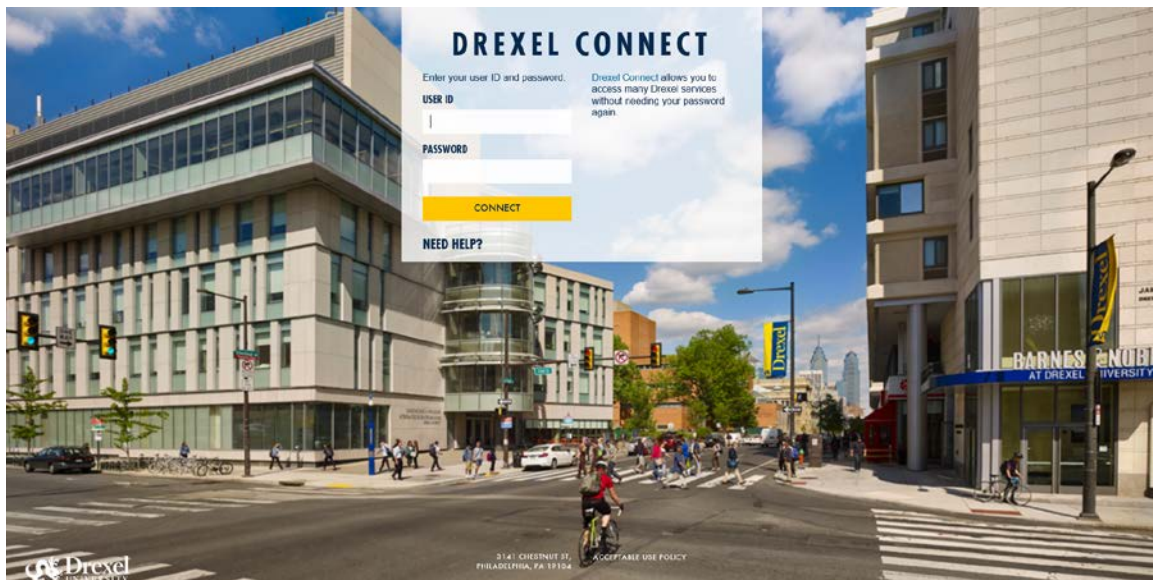 DREXEL CONNECT
Enter your user ID and password.
USER ID
PASSWORD
CONNECT
NEED HELP?
Drexel Connect allows you to
access many Drexel services
without needing your password
again.
Drexel
Drexel
BARNES & NOBL
AT DREXEL UNIVERSITY
3141 CHESTNUT ST,
PHILADELPHIA, PA 19104
ACCEPTABLE USE POLICY
Drexel
UNIVERSITY